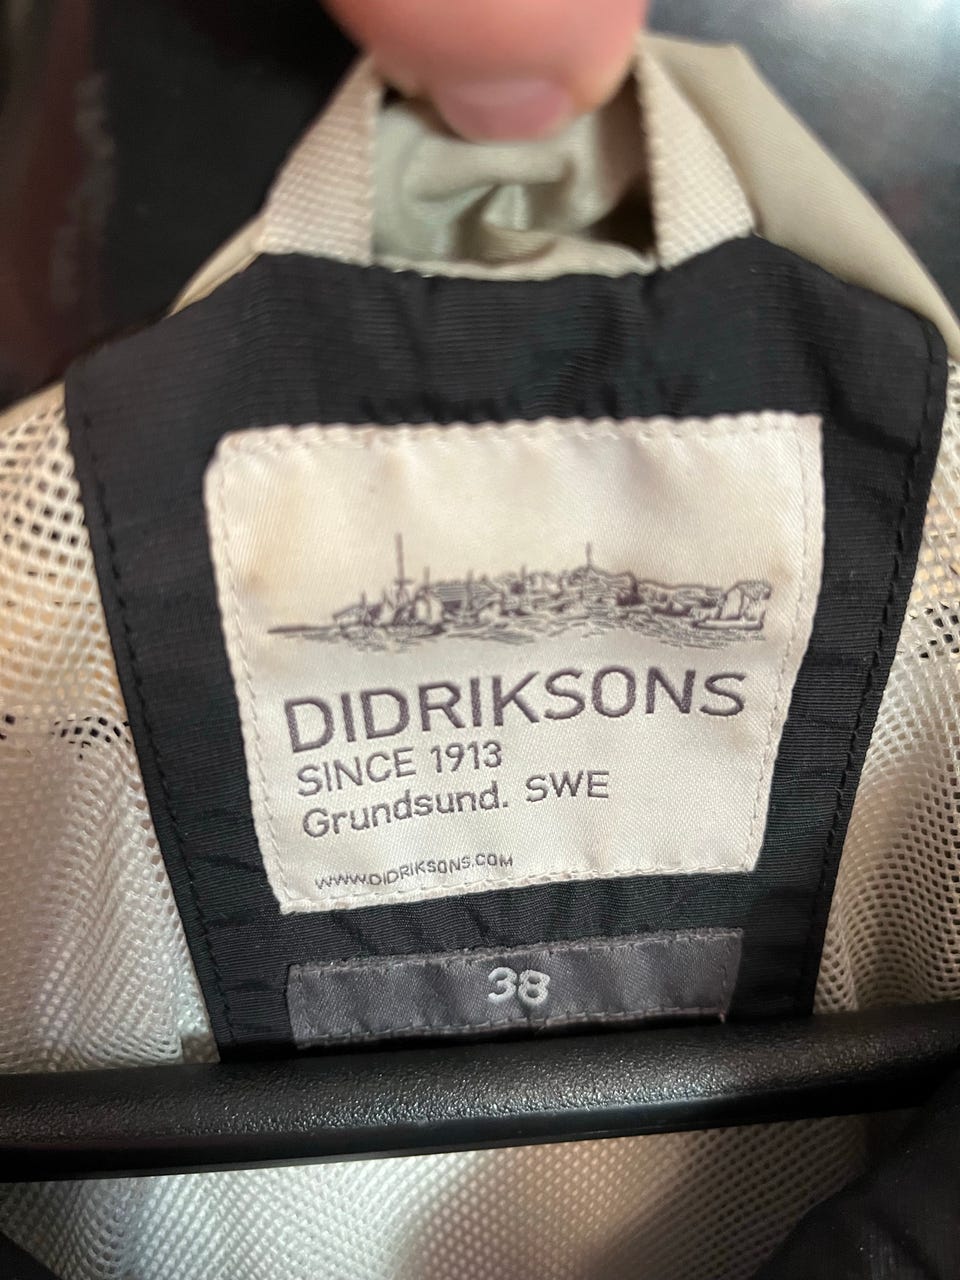 DIDRIKSONS
SINCE 1913
Grundsund. SWE
WWW.DIDRIKSONS.COM
38